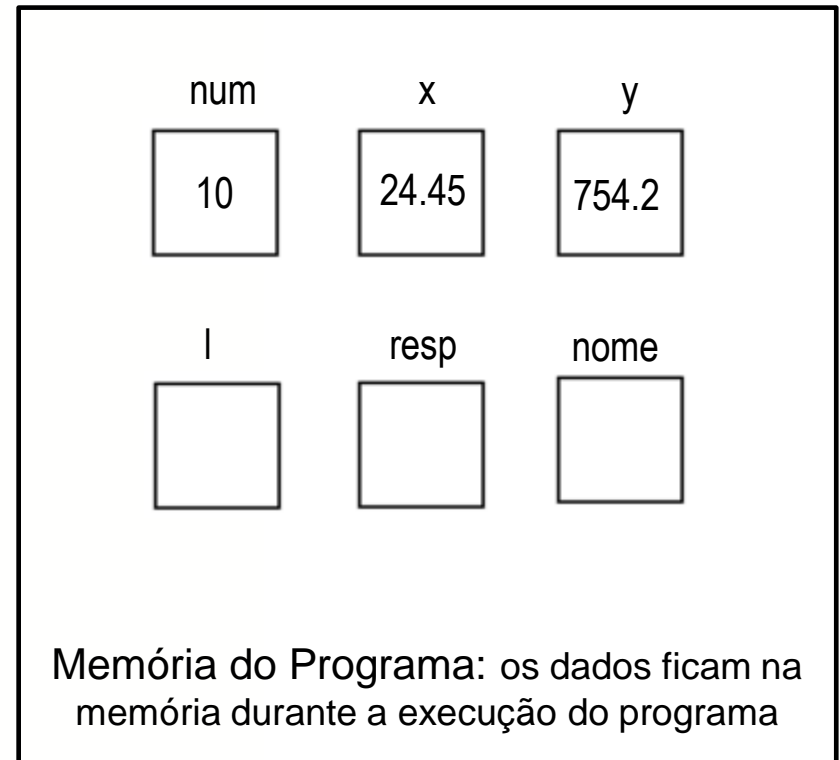 num x y
10 24.45 754.2
l resp nome
Memória do Programa: os dados ficam na
memória durante a execução do programa